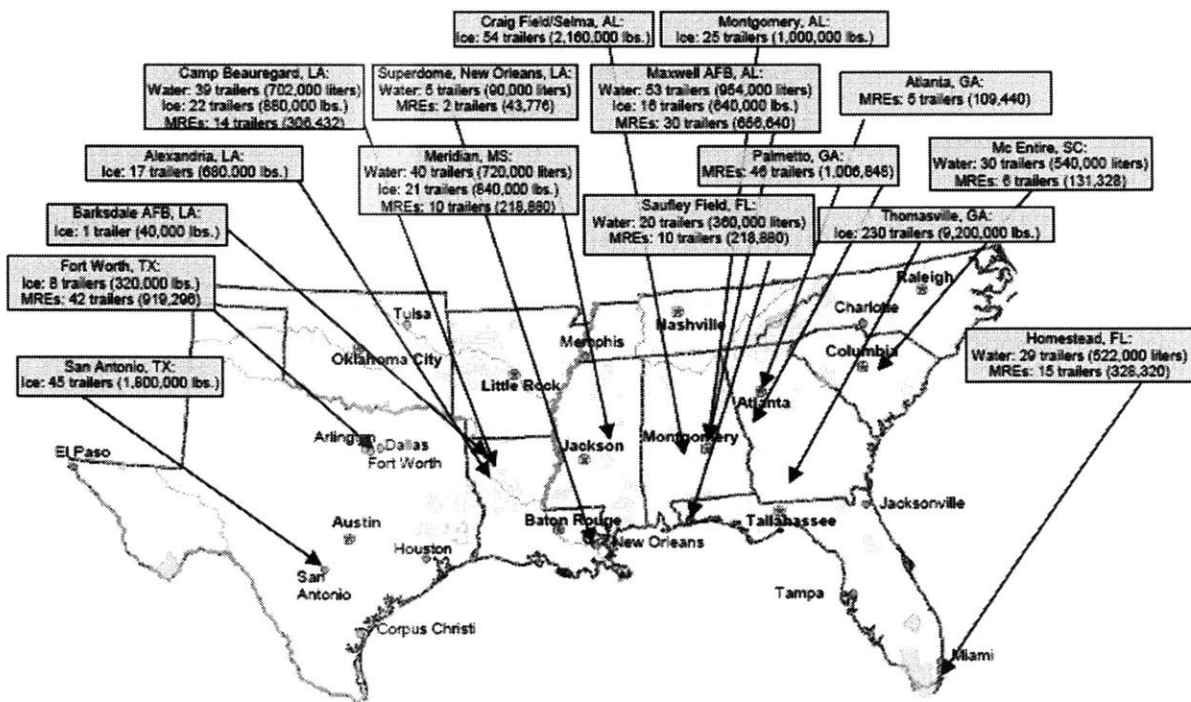 Craig Field/Selma, AL:
Ice: 54 trailers (2,160,000 lbs.)
Montgomery, AL:
Ice: 25 trailers (1,000,000 lbs.)
Camp Beauregard, LA:
Water: 39 trailers (702,000 liters)
Ice: 22 trailers (880,000 lbs.)
MREs: 14 trailers (306,432)
Superdome, New Orleans, LA:
Water: 5 trailers (90,000 liters)
MREs: 2 trailers (43,776)
Maxwell AFB, AL:
Water: 53 trailers (954,000 liters)
Ice: 16 trailers (640,000 lbs.)
MREs: 30 trailers (656,640)
Atlanta, GA:
MREs: 5 trailers (109,440)
Alexandria, LA:
Ice: 17 trailers (680,000 lbs.)
Meridian, MS:
Water: 40 trailers (720,000 liters)
Ice: 21 trailers (840,000 lbs.)
MREs: 10 trailers (218,880)
Palmetto, GA:
MREs: 46 trailers (1,006,848)
Mc Entire, SC:
Water: 30 trailers (540,000 liters)
MREs: 6 trailers (131,328)
Barksdale AFB, LA:
Ice: 1 trailer (40,000 lbs.)
Saufley Field, FL:
Water: 20 trailers (360,000 liters)
MREs: 10 trailers (218,880)
Thomasville, GA:
Ice: 230 trailers (9,200,000 lbs.)
Fort Worth, TX:
Ice: 8 trailers (320,000 lbs.)
MREs: 42 trailers (919,296)
San Antonio, TX:
Ice: 45 trailers (1,800,000 lbs.)
Homestead, FL:
Water: 29 trailers (522,000 liters)
MREs: 15 trailers (328,320)
Raleigh
Tulsa
Nashville
Charlotte
Oklahoma City
Memphis
Columbia
Little Rock
Atlanta
Arlington
Dallas
Fort Worth
Jackson
Montgomery
El Paso
Austin
Baton Rouge
Tallahassee
Jacksonville
Houston
New Orleans
San
Antonio
Tampa
Corpus Christi
Miami